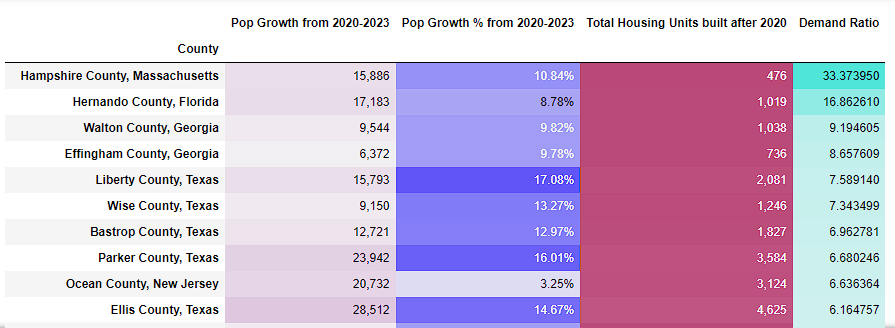 Pop Growth from 2020-2023 Pop Growth % from 2020-2023 Total Housing Units built after 2020 Demand Ratio
County
Hampshire County, Massachusetts 15,886 10.84% 476 33.373950
Hernando County, Florida 17,183 8.78% 1,019 16.862610
Walton County, Georgia 9,544 9.82% 1,038 9.194605
Effingham County, Georgia 6,372 9.78% 736 8.657609
Liberty County, Texas 15,793 17.08% 2,081 7.589140
Wise County, Texas 9,150 13.27% 1,246 7.343499
Bastrop County, Texas 12,721 12.97% 1,827 6.962781
Parker County, Texas 23,942 16.01% 3,584 6.680246
Ocean County, New Jersey 20,732 3.25% 3,124 6.636364
Ellis County, Texas 28,512 14.67% 4,625 6.164757